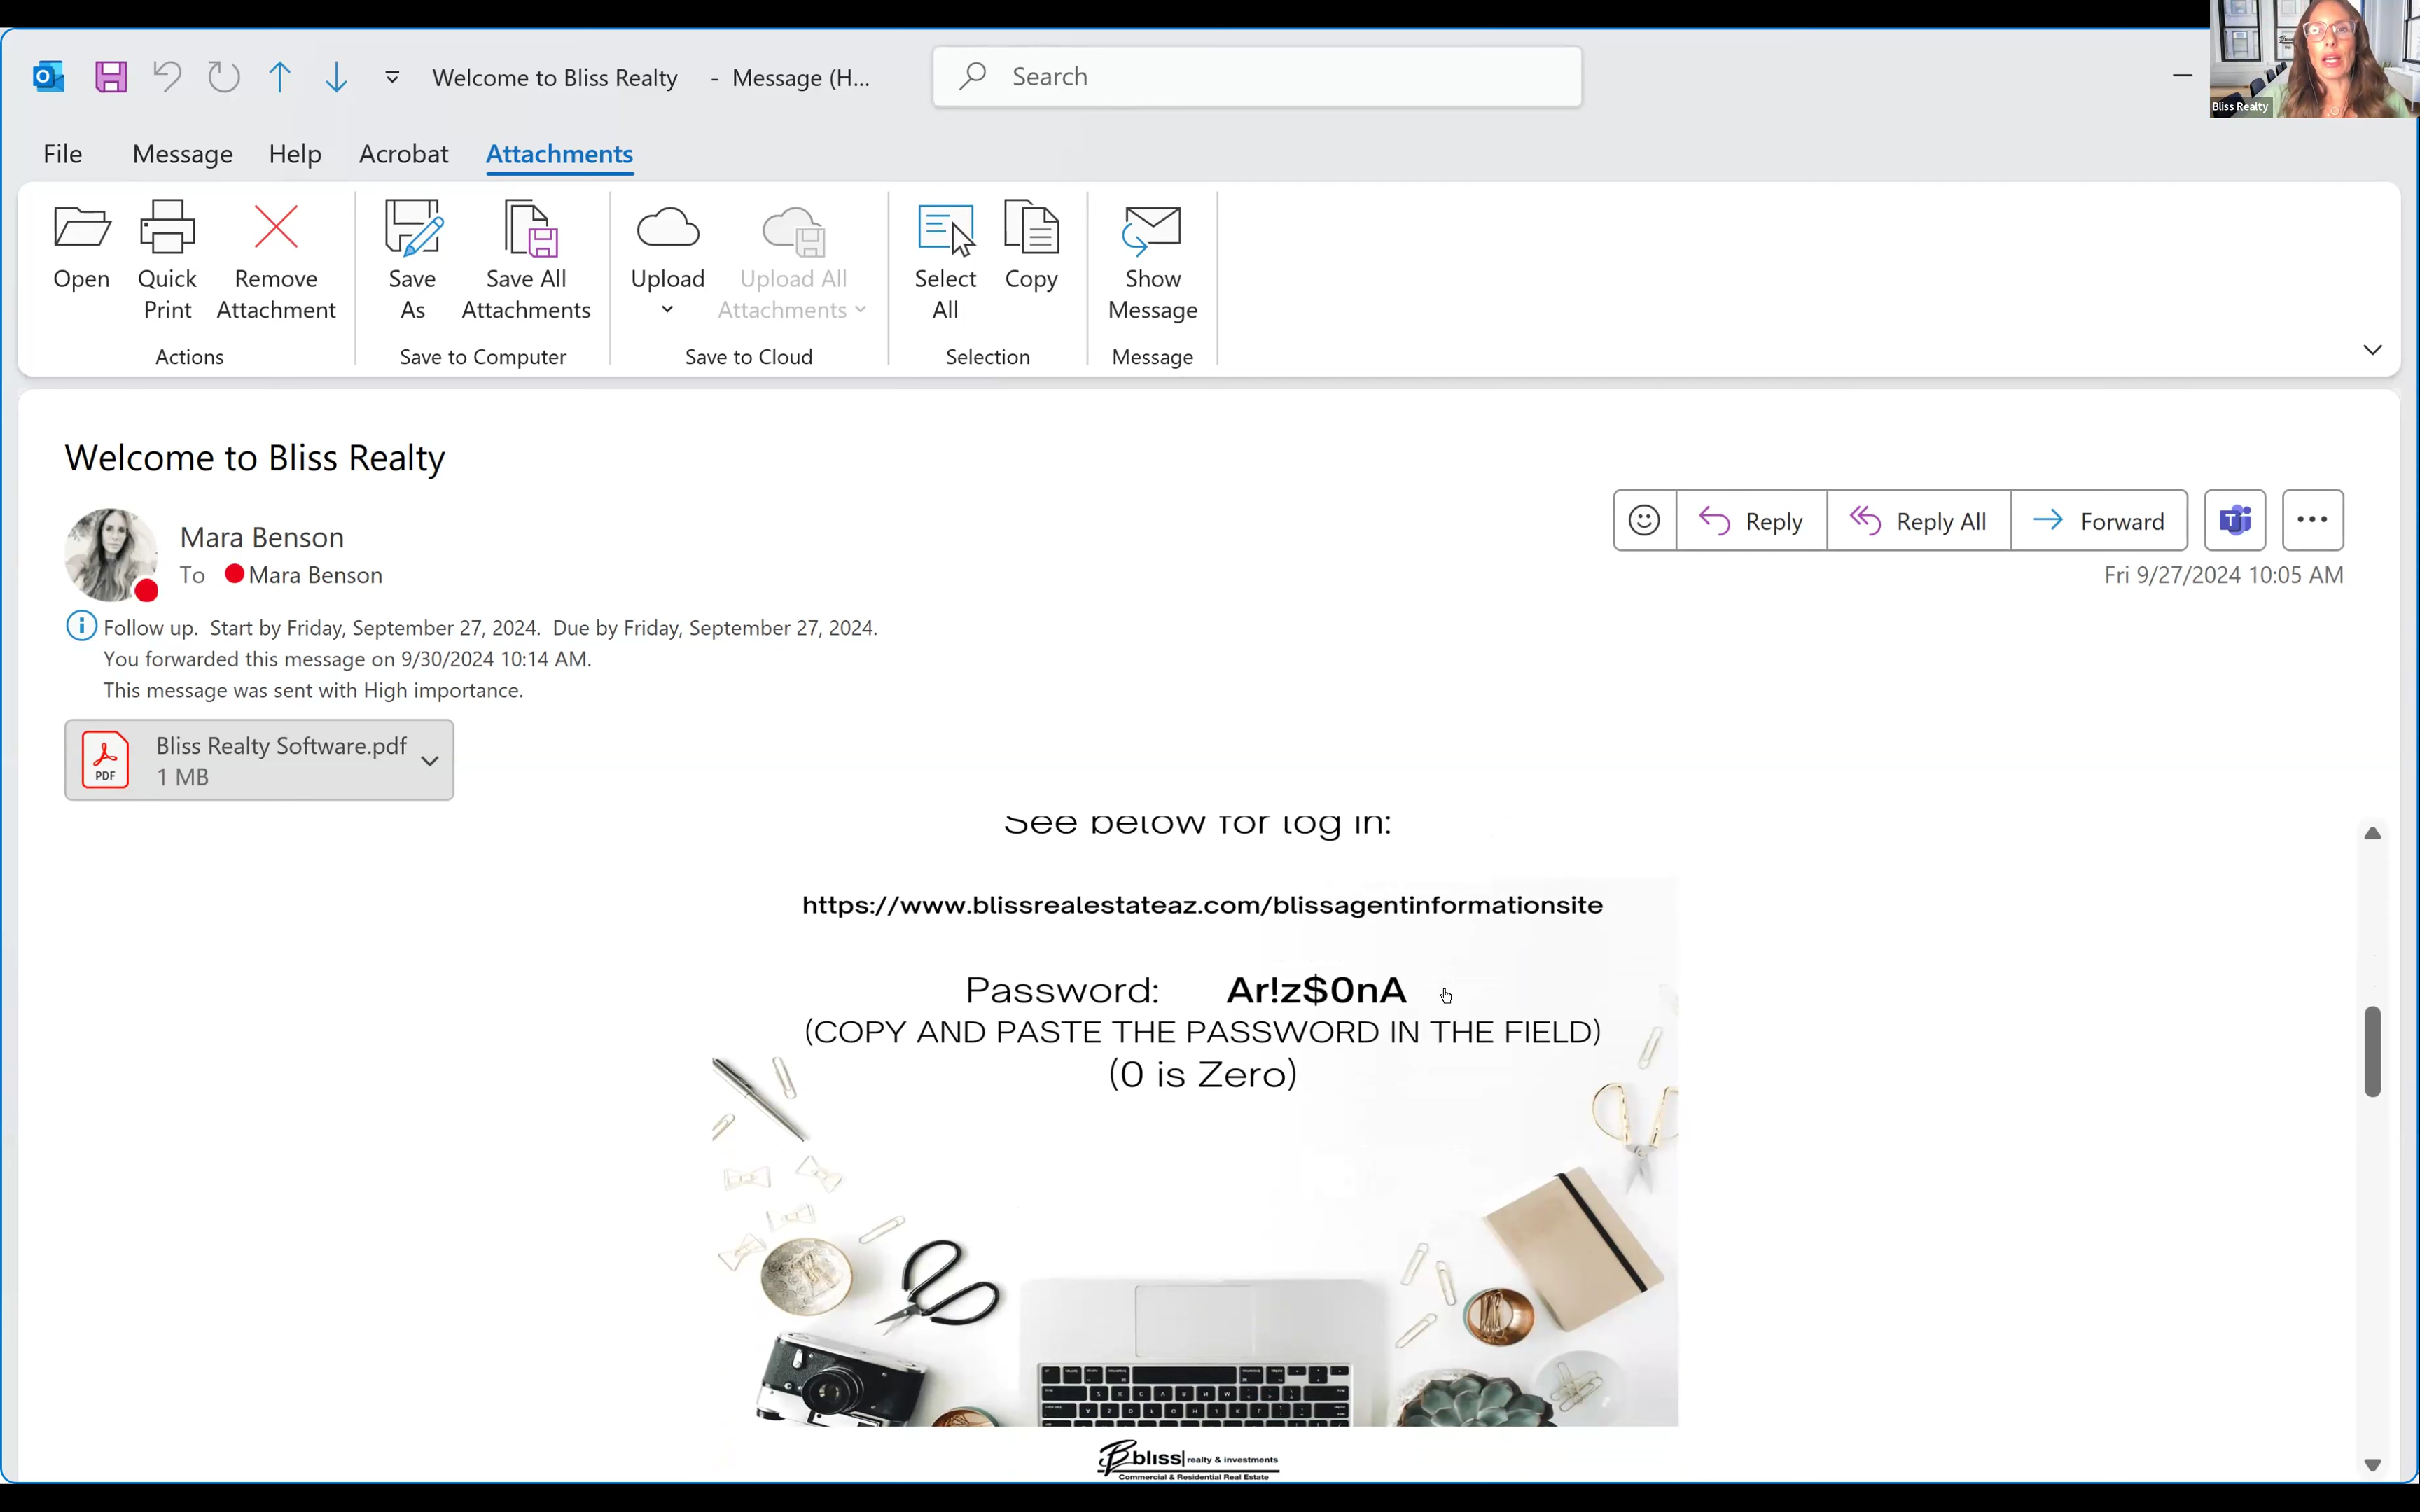 Welcome to Bliss Realty - Message (H...
Search
Bliss Realty
File Message Help Acrobat Attachments
Open
Quick Print
Remove Attachment
Actions
Save As
Save All Attachments
Save to Computer
Upload
Upload All Attachments
Save to Cloud
Select All
Copy
Selection
Show Message
Message
Welcome to Bliss Realty
Mara Benson
To Mara Benson
Reply
Reply All
Forward
Fri 9/27/2024 10:05 AM
Follow up. Start by Friday, September 27, 2024. Due by Friday, September 27, 2024.
You forwarded this message on 9/30/2024 10:14 AM.
This message was sent with High importance.
PDF
Bliss Realty Software.pdf
1 MB
See below for log in:
https://www.blissrealestateaz.com/blissagentinformationsite
Password: Ar!z$0nA
(COPY AND PASTE THE PASSWORD IN THE FIELD)
(0 is Zero)
bliss| realty & investments
Commercial & Residential Real Estate